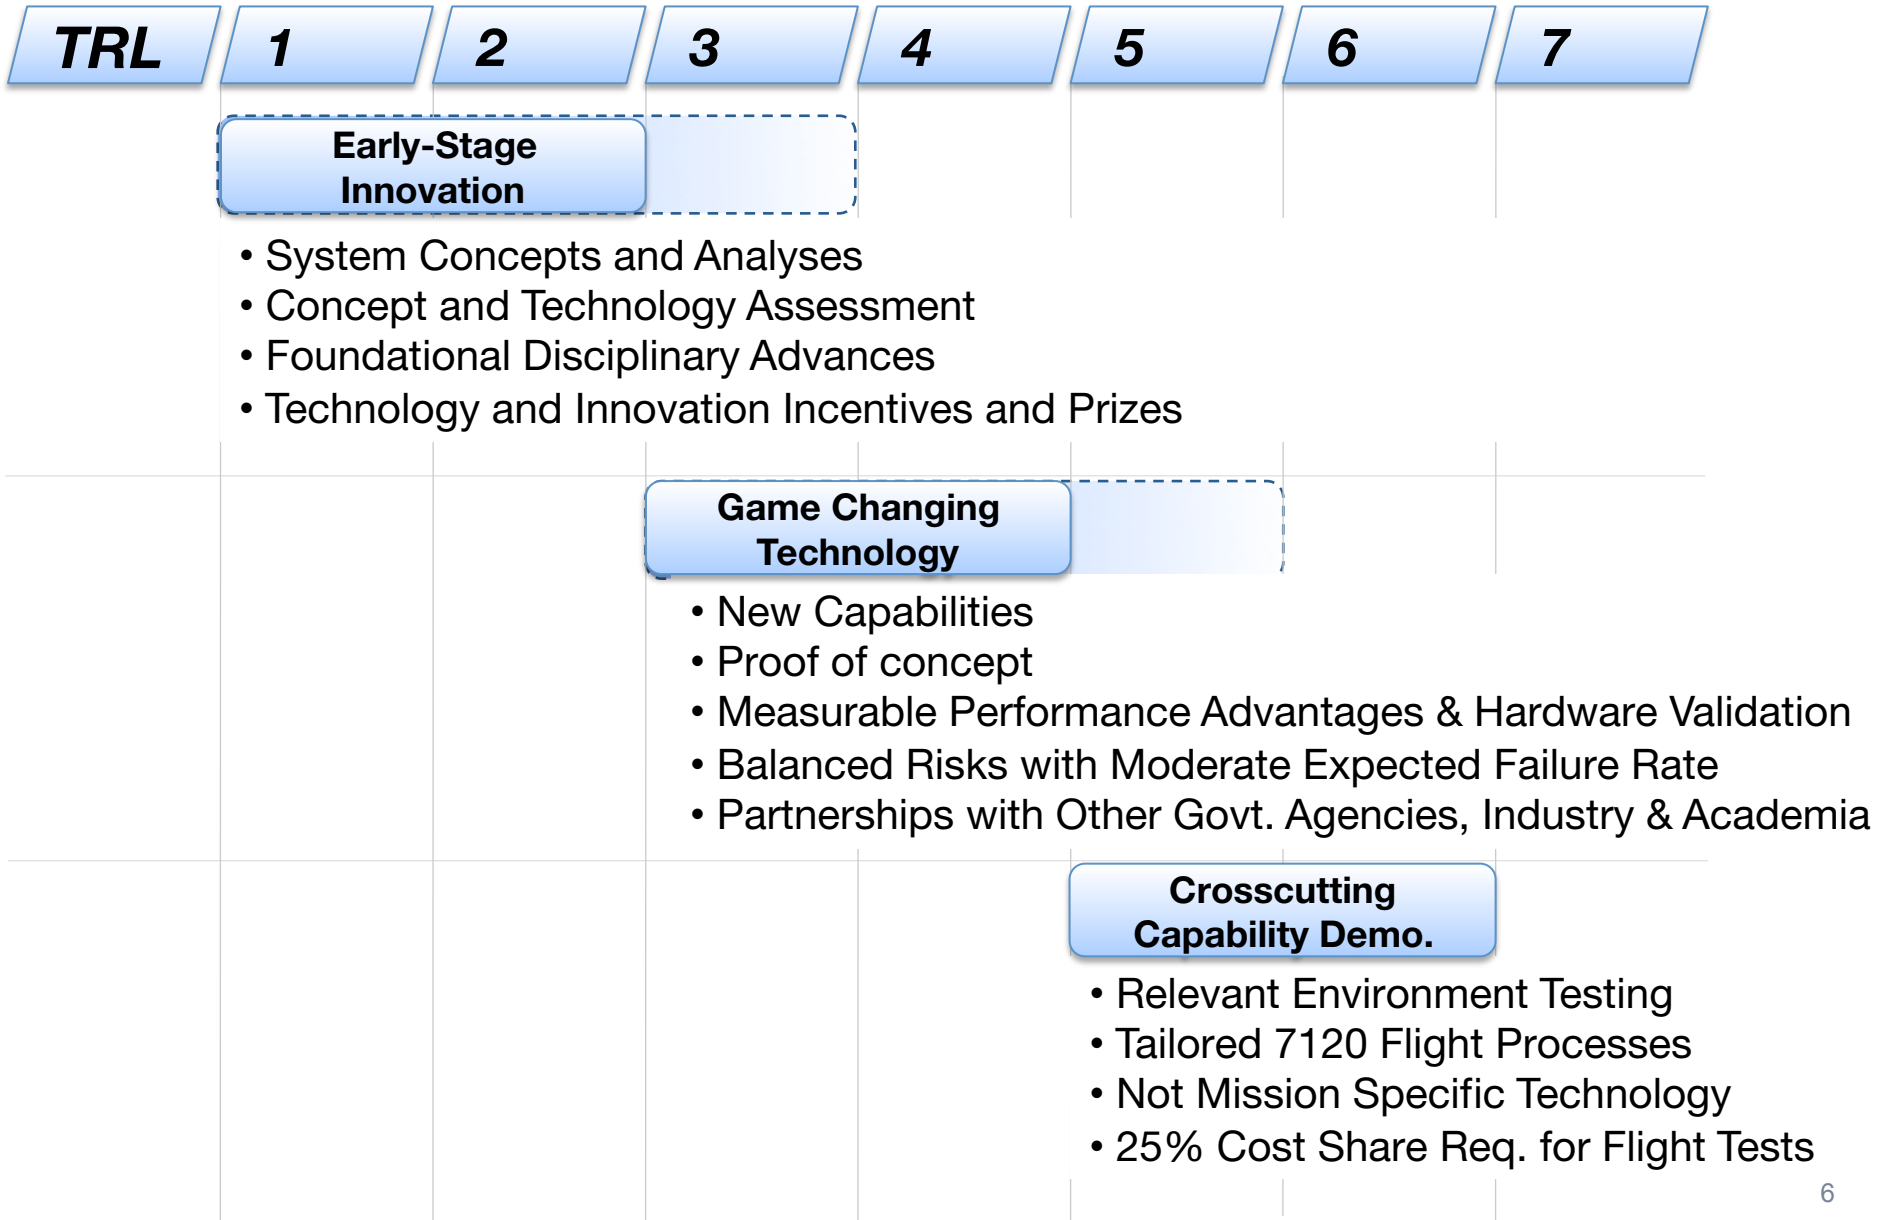 TRL 1 2 3 4 5 6 7
Early-Stage
Innovation
• System Concepts and Analyses
• Concept and Technology Assessment
• Foundational Disciplinary Advances
• Technology and Innovation Incentives and Prizes
Game Changing
Technology
• New Capabilities
• Proof of concept
• Measurable Performance Advantages & Hardware Validation
• Balanced Risks with Moderate Expected Failure Rate
• Partnerships with Other Govt. Agencies, Industry & Academia
Crosscutting
Capability Demo.
• Relevant Environment Testing
• Tailored 7120 Flight Processes
• Not Mission Specific Technology
• 25% Cost Share Req. for Flight Tests
6